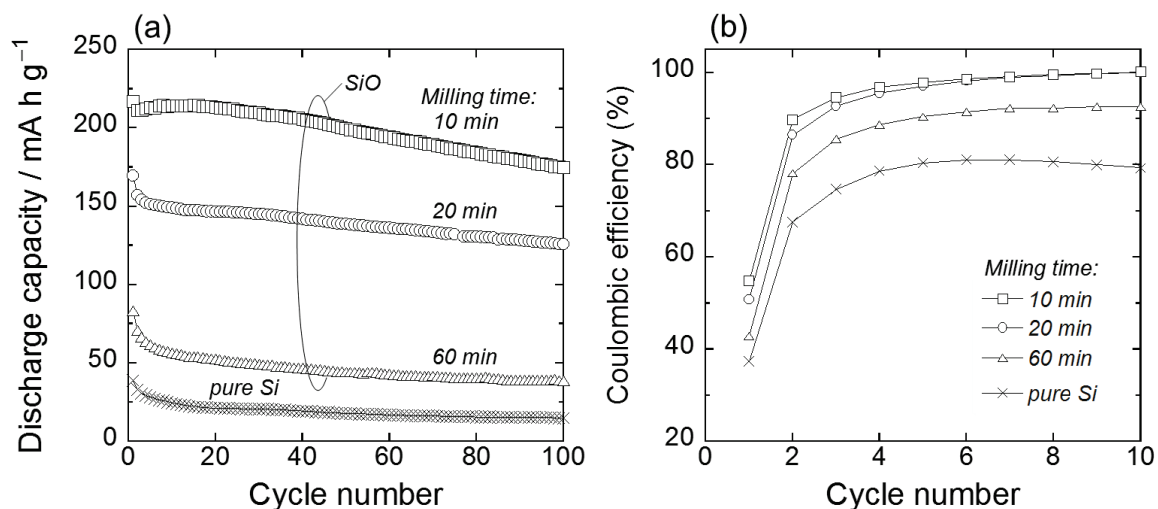 (a)
250
200
150
100
50
0
Discharge capacity / mA h g⁻¹
SiO
Milling time:
10 min
20 min
60 min
pure Si
0 20 40 60 80 100
Cycle number
(b)
100
80
60
40
20
Coulombic efficiency (%)
Milling time:
10 min
20 min
60 min
pure Si
0 2 4 6 8 10
Cycle number